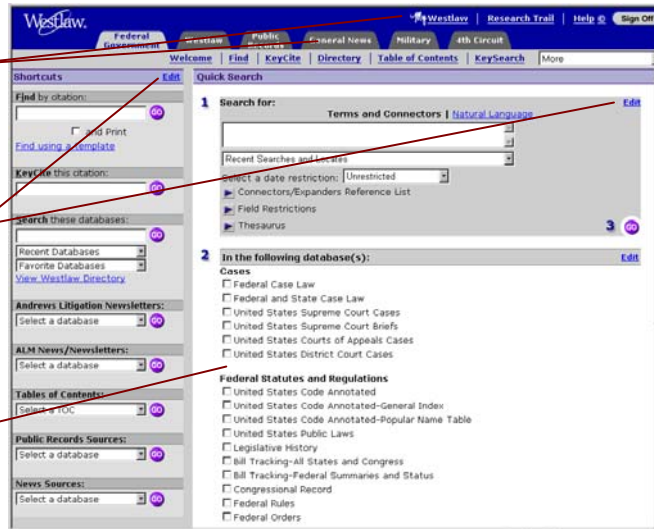 Westlaw.
Westlaw | Research Trail | Help © Sign Off
Federal Government
Westlaw
Public Records
General News
Military
4th Circuit
Welcome | Find | KeyCite | Directory | Table of Contents | KeySearch More
Shortcuts Edit
Find by citation:
GO
and Print
Find using a template
KeyCite this citation:
GO
Search these databases:
GO
Recent Databases
Favorite Databases
View Westlaw Directory
Andrews Litigation Newsletters:
Select a database GO
ALM News/Newsletters:
Select a database GO
Tables of Contents:
Select a TOC GO
Public Records Sources:
Select a database GO
News Sources:
Select a database GO
Quick Search
1 Search for: Edit
Terms and Connectors | Natural Language
Recent Searches and Locates
Select a date restriction: Unrestricted
Connectors/Expanders Reference List
Field Restrictions
Thesaurus
3 GO
2 In the following database(s): Edit
Cases
Federal Case Law
Federal and State Case Law
United States Supreme Court Cases
United States Supreme Court Briefs
United States Courts of Appeals Cases
United States District Court Cases
Federal Statutes and Regulations
United States Code Annotated
United States Code Annotated-General Index
United States Code Annotated-Popular Name Table
United States Public Laws
Legislative History
Bill Tracking-All States and Congress
Bill Tracking-Federal Summaries and Status
Congressional Record
Federal Rules
Federal Orders